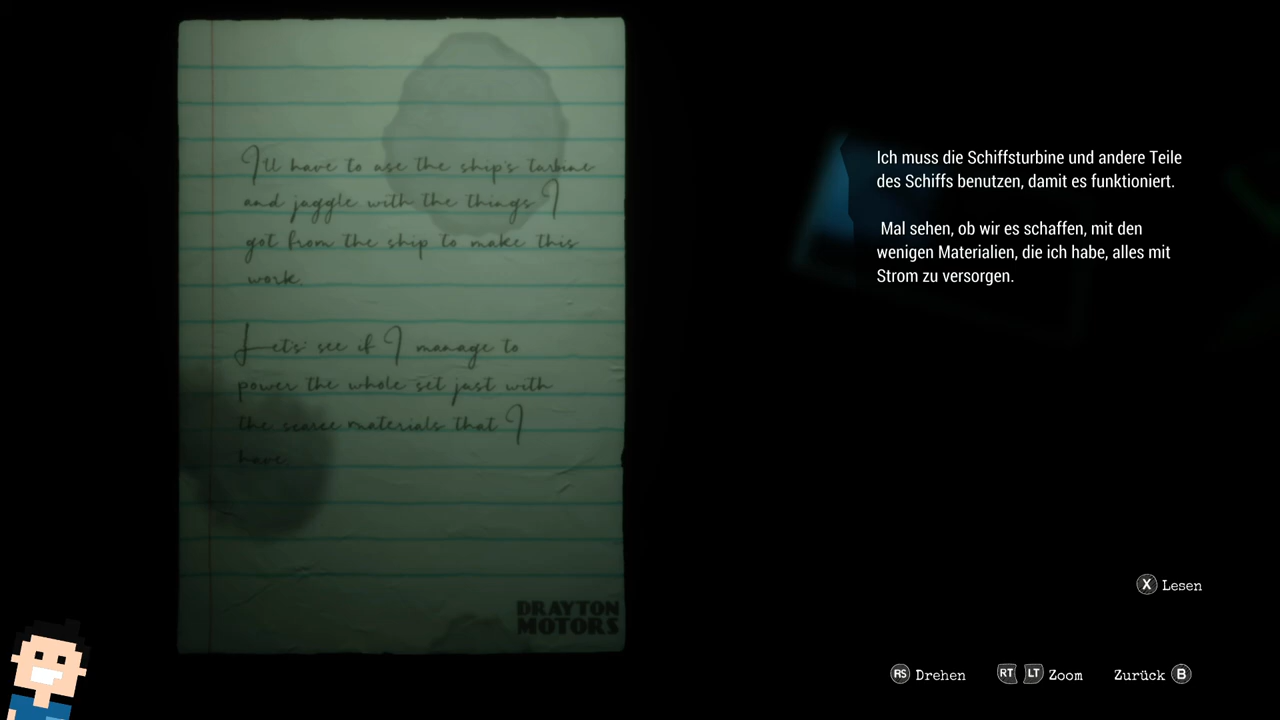 I'll have to use the ship's turbine
and juggle with the things I
got from the ship to make this
work.
Let's see if I manage to
power the whole set just with
the scarce materials that I
have.
DRAYTON
MOTORS
Ich muss die Schiffsturbine und andere Teile
des Schiffs benutzen, damit es funktioniert.
Mal sehen, ob wir es schaffen, mit den
wenigen Materialien, die ich habe, alles mit
Strom zu versorgen.
X Lesen
RS Drehen RT LT Zoom Zurück B